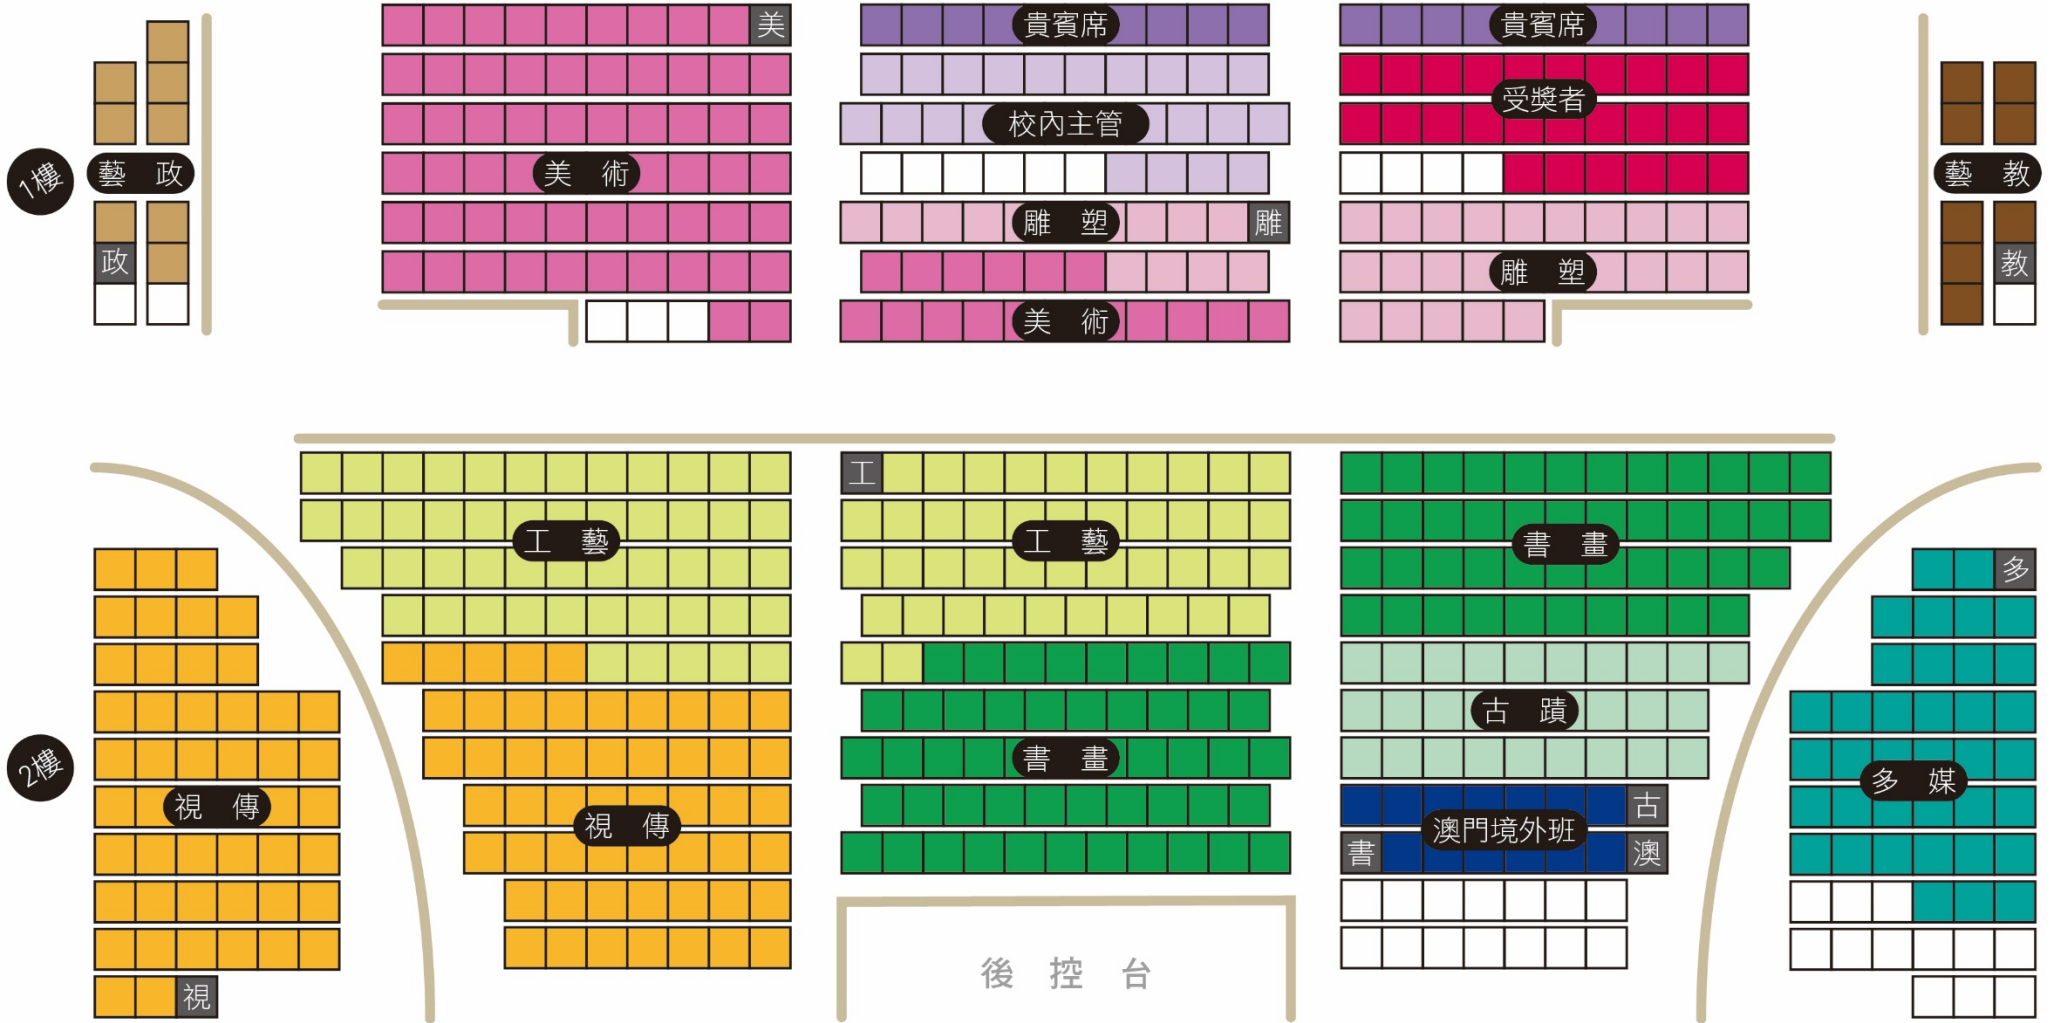 美
貴賓席
貴賓席
受獎者
校內主管
1樓
藝 政
美 術
藝 教
雕 塑
雕
政
雕 塑
教
美 術
工
工 藝
工 藝
書 畫
多
古 蹟
2樓
書 畫
多 媒
視 傳
視 傳
古
澳門境外班
書
澳
後 控 台
視